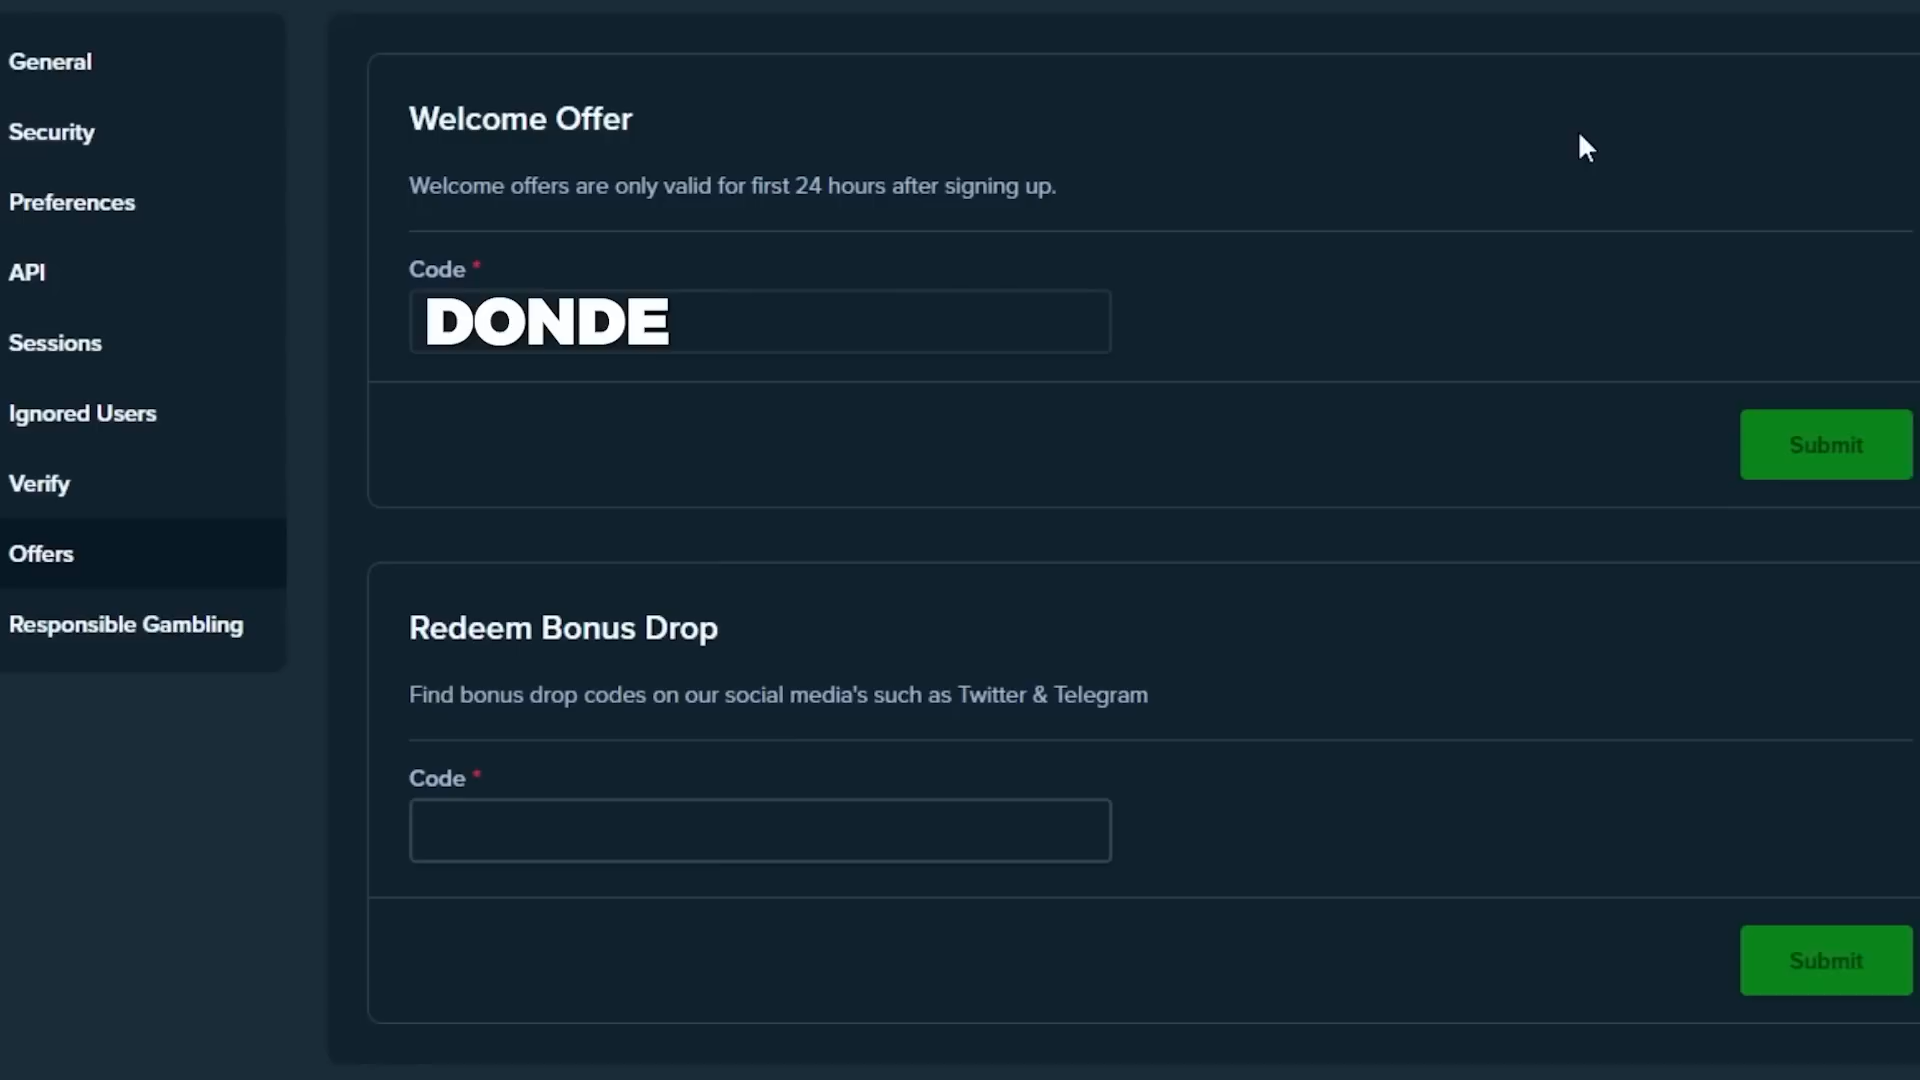 General
Security
Preferences
API
Sessions
Ignored Users
Verify
Offers
Responsible Gambling
Welcome Offer
Welcome offers are only valid for first 24 hours after signing up.
Code *
DONDE
Submit
Redeem Bonus Drop
Find bonus drop codes on our social media's such as Twitter & Telegram
Code *
Submit